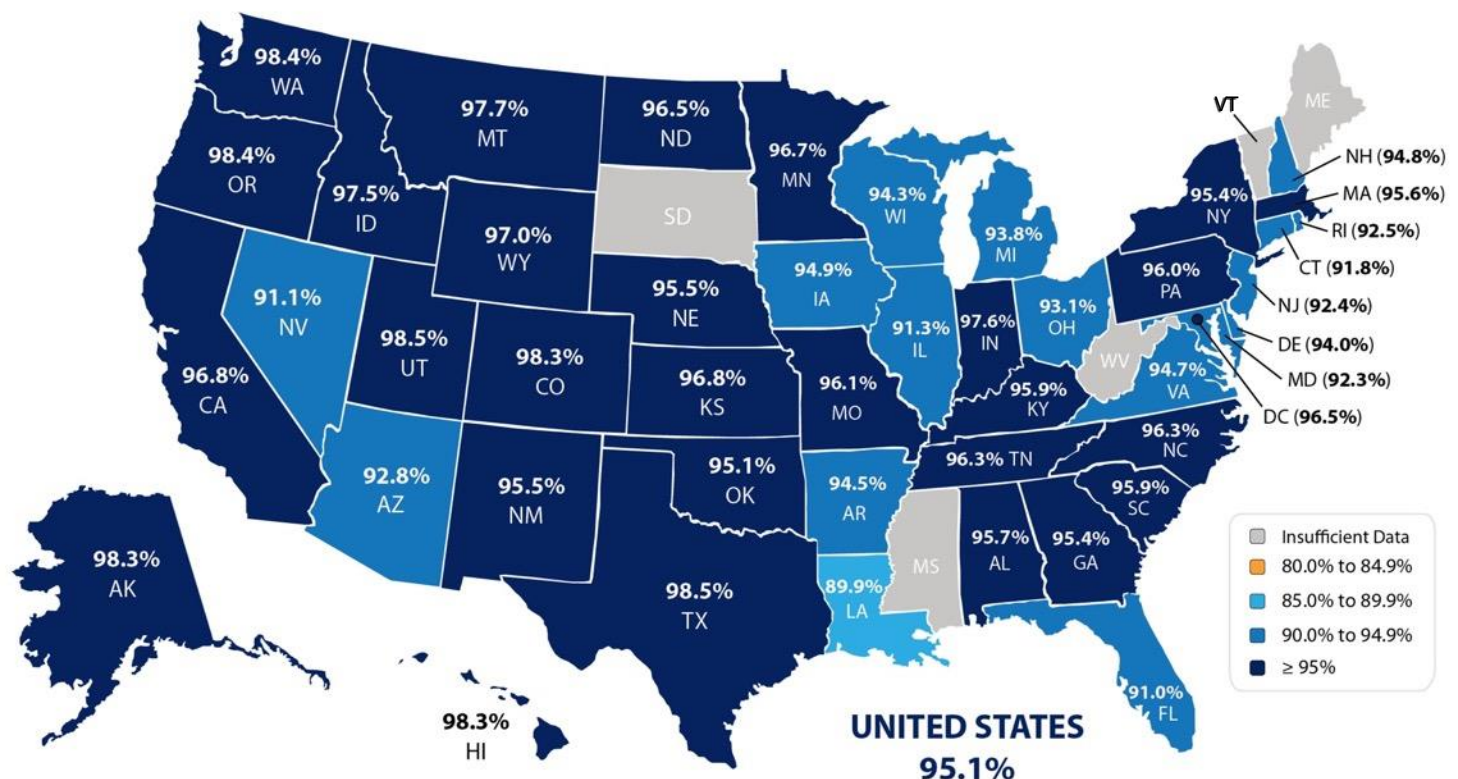 98.4%
WA
98.4%
OR
97.5%
ID
97.7%
MT
96.5%
ND
96.7%
MN
SD
97.0%
WY
91.1%
NV
96.8%
CA
98.5%
UT
98.3%
CO
95.5%
NE
96.8%
KS
94.9%
IA
94.3%
WI
93.8%
MI
91.3%
IL
97.6%
IN
93.1%
OH
96.1%
MO
95.9%
KY
WV
94.7%
VA
96.0%
PA
95.4%
NY
VT
ME
NH (94.8%)
MA (95.6%)
RI (92.5%)
CT (91.8%)
NJ (92.4%)
DE (94.0%)
MD (92.3%)
DC (96.5%)
92.8%
AZ
95.5%
NM
95.1%
OK
94.5%
AR
96.3% TN
96.3%
NC
95.9%
SC
98.5%
TX
89.9%
LA
MS
95.7%
AL
95.4%
GA
91.0%
FL
98.3%
AK
98.3%
HI
Insufficient Data
80.0% to 84.9%
85.0% to 89.9%
90.0% to 94.9%
≥ 95%
UNITED STATES
95.1%